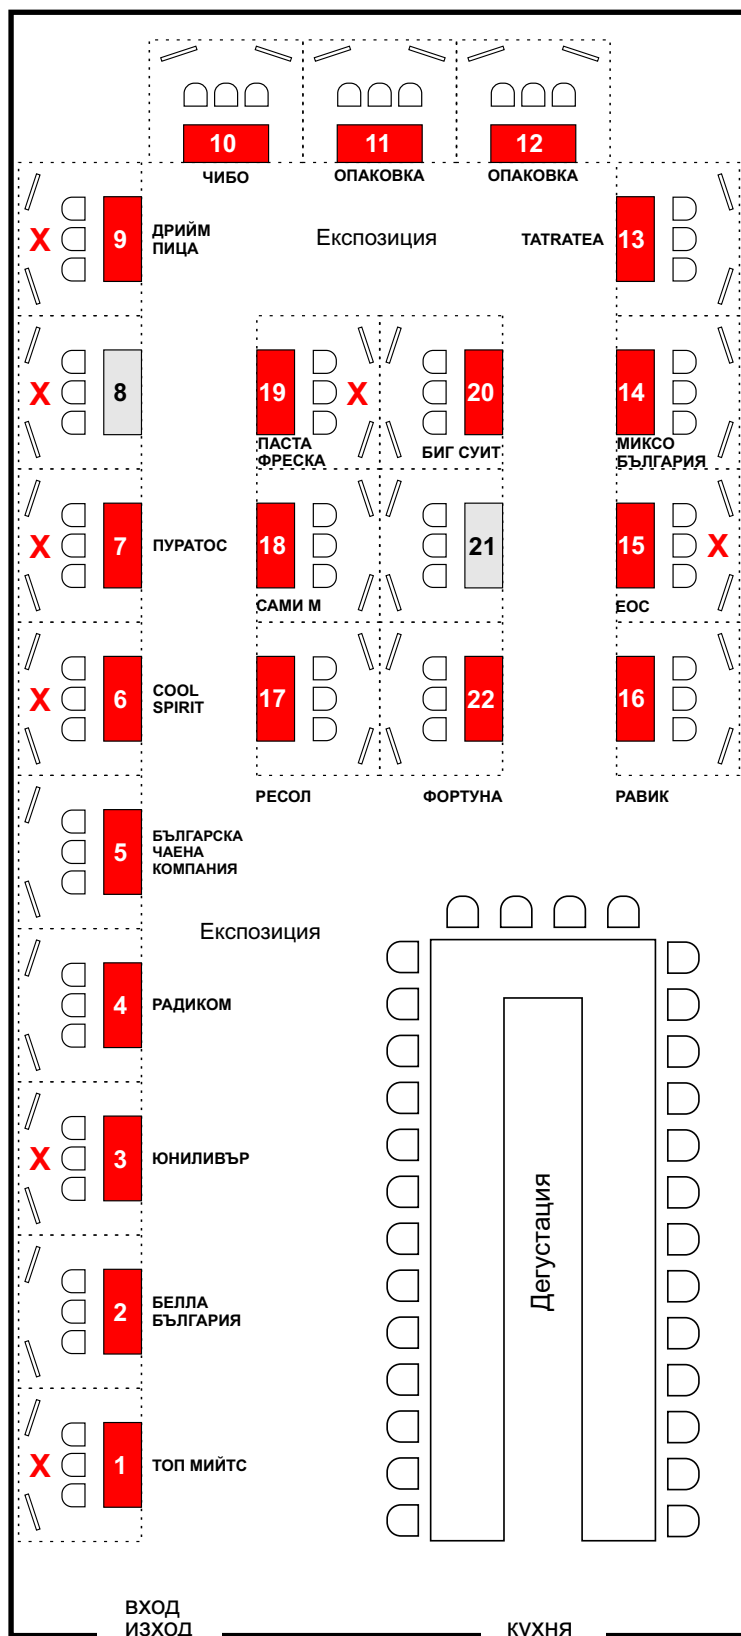 10
11
12
ЧИБО
ОПАКОВКА
ОПАКОВКА
X
9
ДРИЙМ
ПИЦА
Експозиция
TATRATEA
13
X
8
19
X
20
14
ПАСТА
ФРЕСКА
БИГ СУИТ
МИКСО
БЪЛГАРИЯ
X
7
ПУРАТОС
18
21
15
X
САМИ М
ЕОС
X
6
COOL
SPIRIT
17
22
16
РЕСОЛ
ФОРТУНА
РАВИК
5
БЪЛГАРСКА
ЧАЕНА
КОМПАНИЯ
Експозиция
4
РАДИКОМ
X
3
ЮНИЛИВЪР
Дегустация
2
БЕЛЛА
БЪЛГАРИЯ
X
1
ТОП МИЙТС
ВХОД
ИЗХОД
КУХНЯ